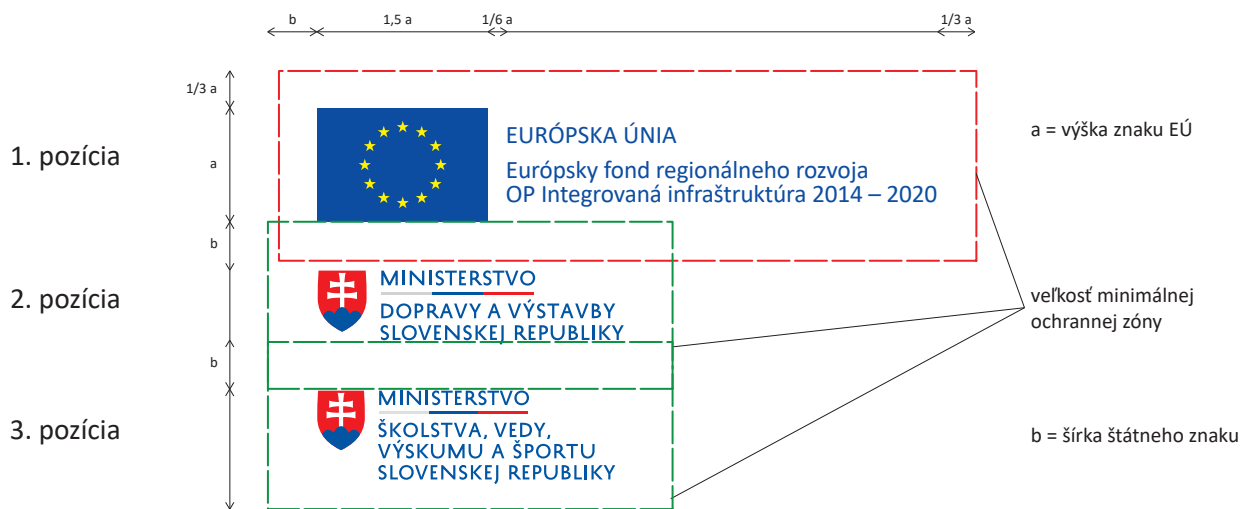 b
1,5 a
1/6 a
1/3 a
1/3 a
a
b
b
1. pozícia
EURÓPSKA ÚNIA
Európsky fond regionálneho rozvoja
OP Integrovaná infraštruktúra 2014 – 2020
a = výška znaku EÚ
2. pozícia
MINISTERSTVO
DOPRAVY A VÝSTAVBY
SLOVENSKEJ REPUBLIKY
veľkosť minimálnej
ochrannej zóny
3. pozícia
MINISTERSTVO
ŠKOLSTVA, VEDY,
VÝSKUMU A ŠPORTU
SLOVENSKEJ REPUBLIKY
b = šírka štátneho znaku